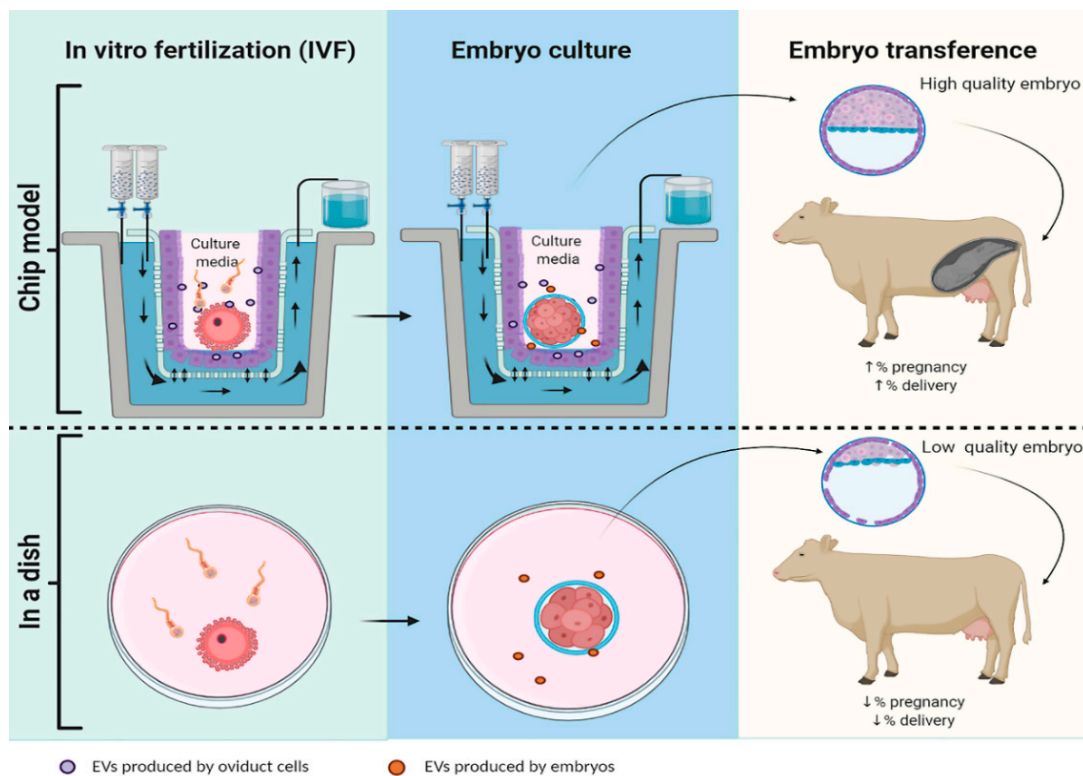 In vitro fertilization (IVF)
Embryo culture
Embryo transference
Chip model
Culture
media
Culture
media
High quality embryo
↑% pregnancy
↑% delivery
In a dish
Low quality embryo
↓% pregnancy
↓% delivery
EVs produced by oviduct cells
EVs produced by embryos